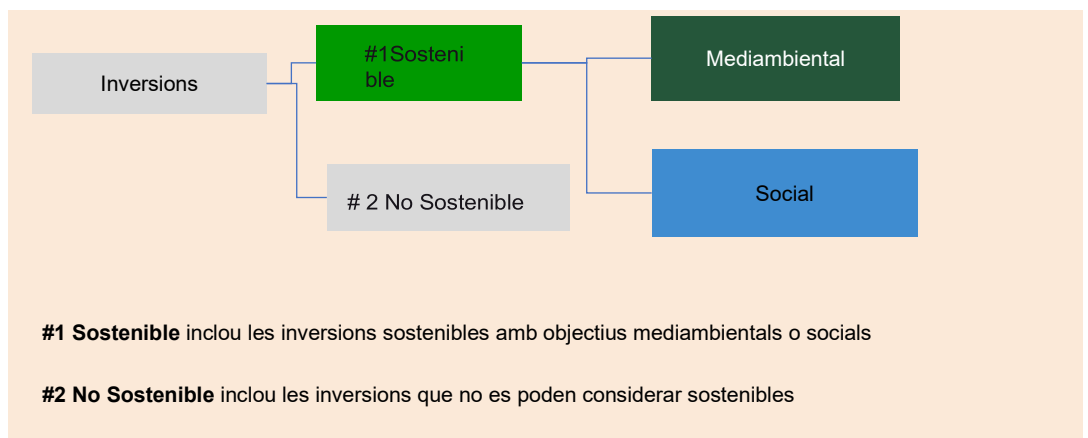 Inversions
#1Sosteni
ble
Mediambiental
# 2 No Sostenible
Social
#1 Sostenible inclou les inversions sostenibles amb objectius mediambientals o socials
#2 No Sostenible inclou les inversions que no es poden considerar sostenibles